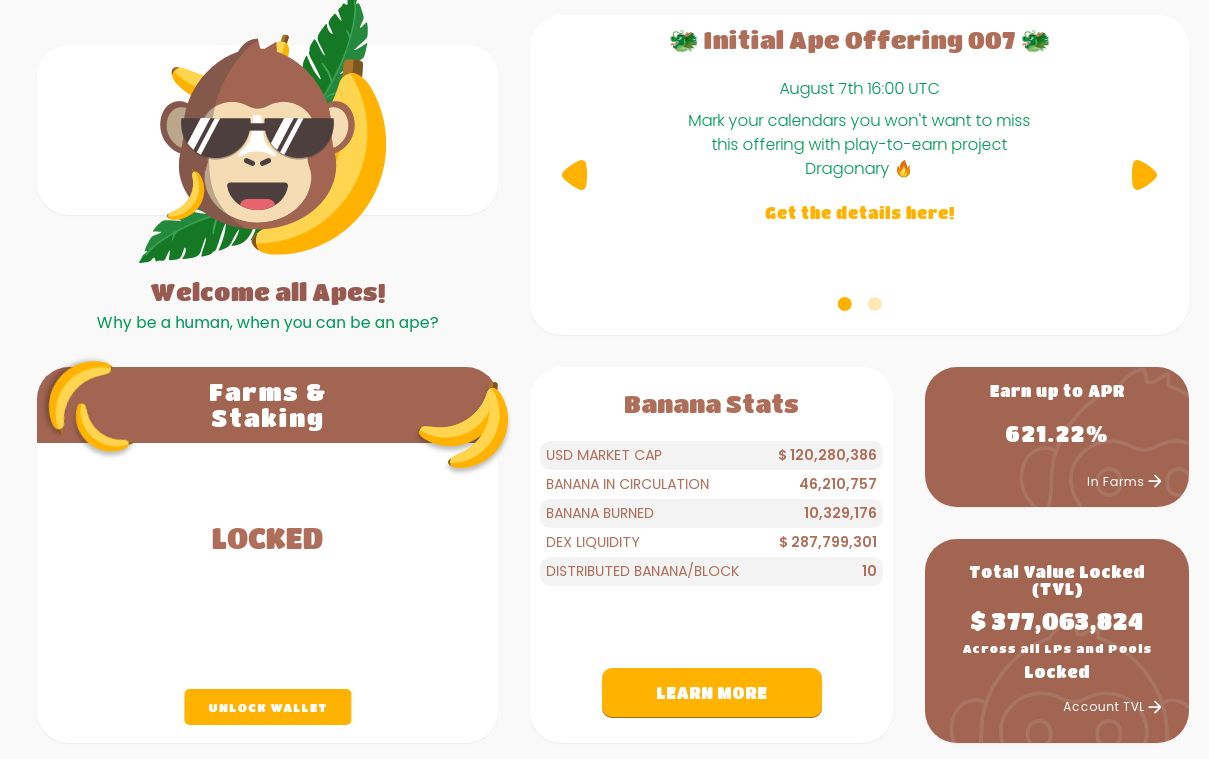 Welcome all Apes!
Why be a human, when you can be an ape?
🐲 Initial Ape Offering 007 🐲
August 7th 16:00 UTC
Mark your calendars you won't want to miss
this offering with play-to-earn project
Dragonary 🔥
Get the details here!
Farms &
Staking
LOCKED
UNLOCK WALLET
Banana Stats
USD MARKET CAP $ 120,280,386
BANANA IN CIRCULATION 46,210,757
BANANA BURNED 10,329,176
DEX LIQUIDITY $ 287,799,301
DISTRIBUTED BANANA/BLOCK 10
LEARN MORE
Earn up to APR
621.22%
In Farms →
Total Value Locked
(TVL)
$ 377,063,824
Across all LPs and Pools
Locked
Account TVL →